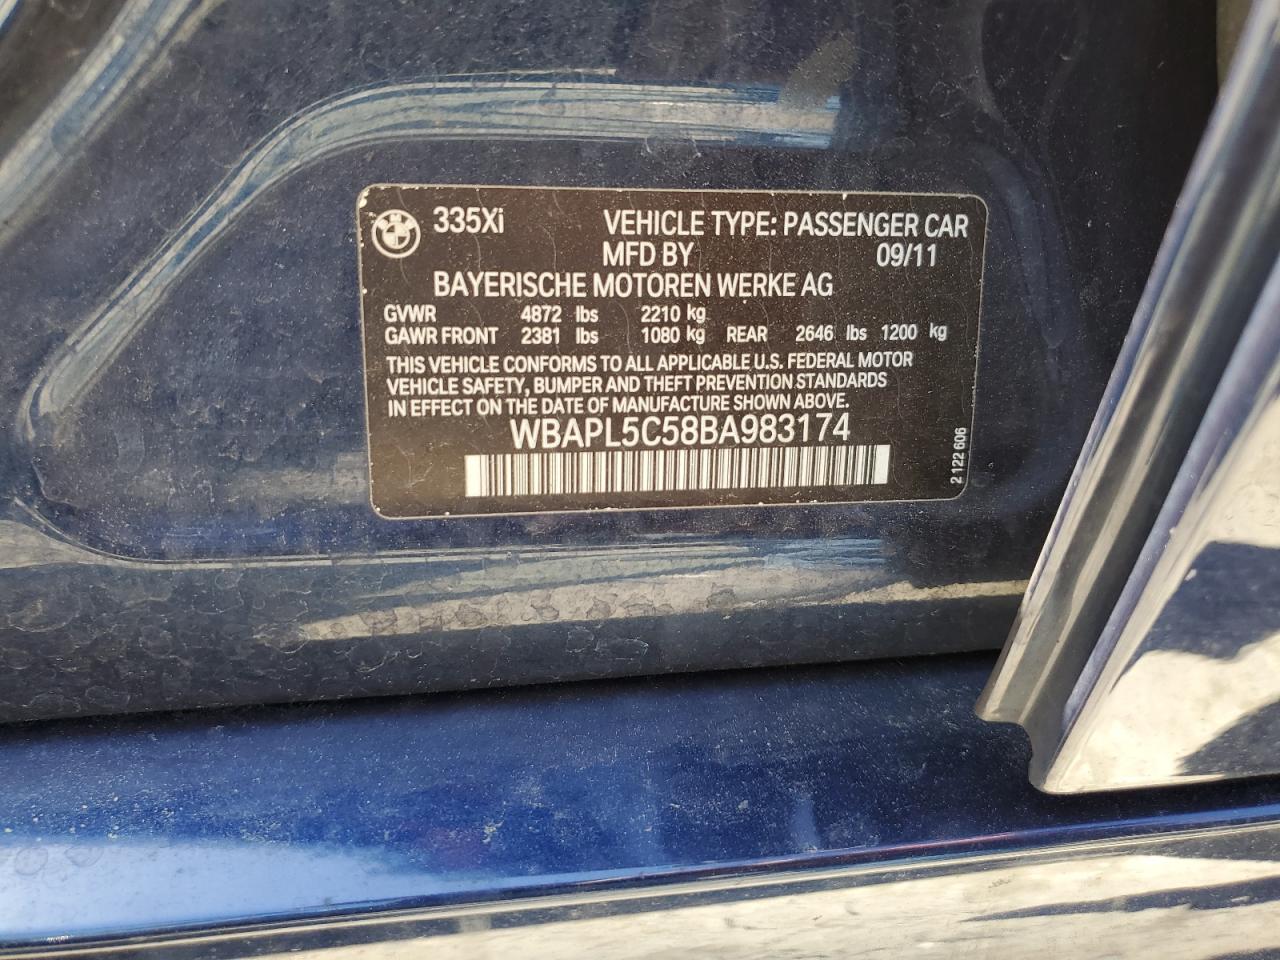 335Xi VEHICLE TYPE: PASSENGER CAR
MFD BY 09/11
BAYERISCHE MOTOREN WERKE AG
GVWR 4872 lbs 2210 kg
GAWR FRONT 2381 lbs 1080 kg REAR 2646 lbs 1200 kg
THIS VEHICLE CONFORMS TO ALL APPLICABLE U.S. FEDERAL MOTOR
VEHICLE SAFETY, BUMPER AND THEFT PREVENTION STANDARDS
IN EFFECT ON THE DATE OF MANUFACTURE SHOWN ABOVE.
WBAPL5C58BA983174
2 122 606